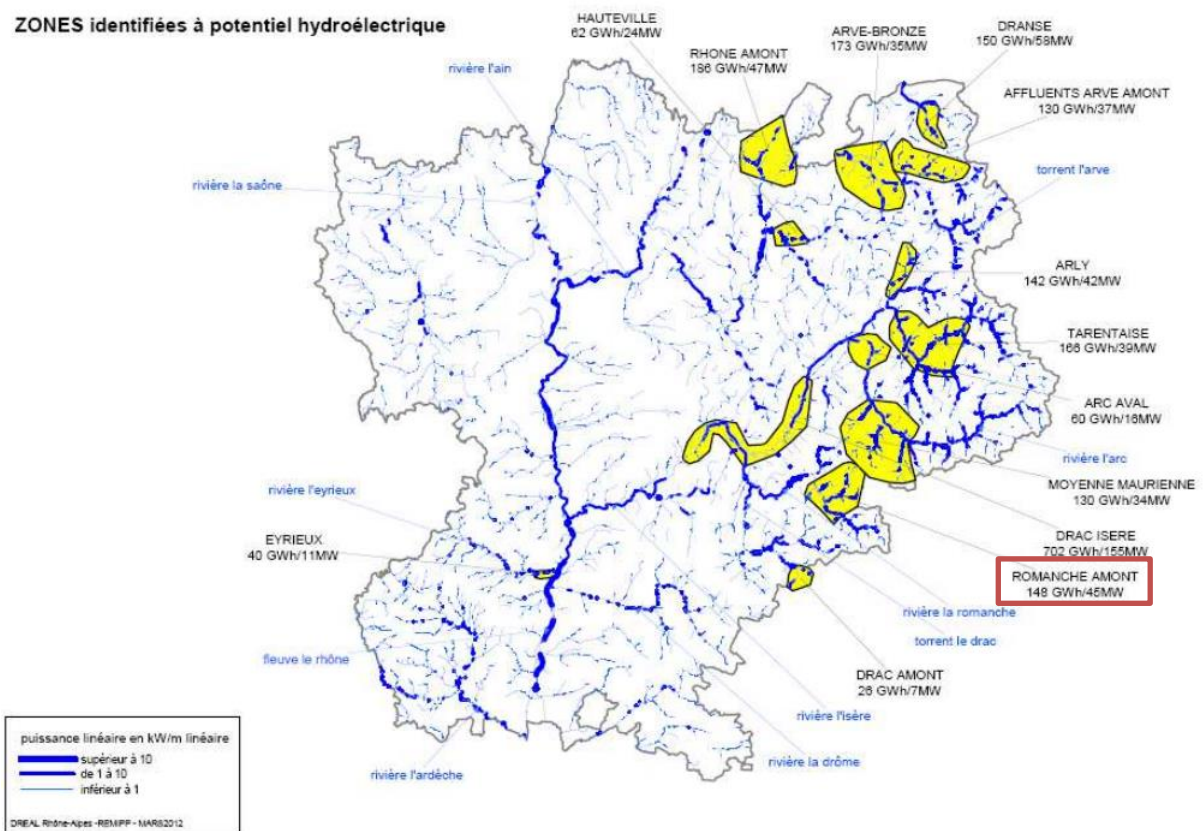 ZONES identifiées à potentiel hydroélectrique
HAUTEVILLE
62 GWh/24MW
RHONE AMONT
186 GWh/47MW
ARVE-BRONZE
173 GWh/35MW
DRANSE
150 GWh/58MW
AFFLUENTS ARVE AMONT
130 GWh/37MW
rivière l'ain
rivière la saône
torrent l'arve
ARLY
142 GWh/42MW
TARENTAISE
166 GWh/39MW
ARC AVAL
60 GWh/16MW
rivière l'arc
MOYENNE MAURIENNE
130 GWh/34MW
DRAC ISERE
702 GWh/155MW
ROMANCHE AMONT
148 GWh/45MW
rivière la romanche
torrent le drac
rivière l'eyrieux
EYRIEUX
40 GWh/11MW
fleuve le rhône
DRAC AMONT
26 GWh/7MW
rivière l'isère
rivière la drôme
rivière l'ardèche
puissance linéaire en kW/m linéaire
supérieur à 10
de 1 à 10
inférieur à 1
DREAL Rhône-Alpes -REMIPP - MARS2012